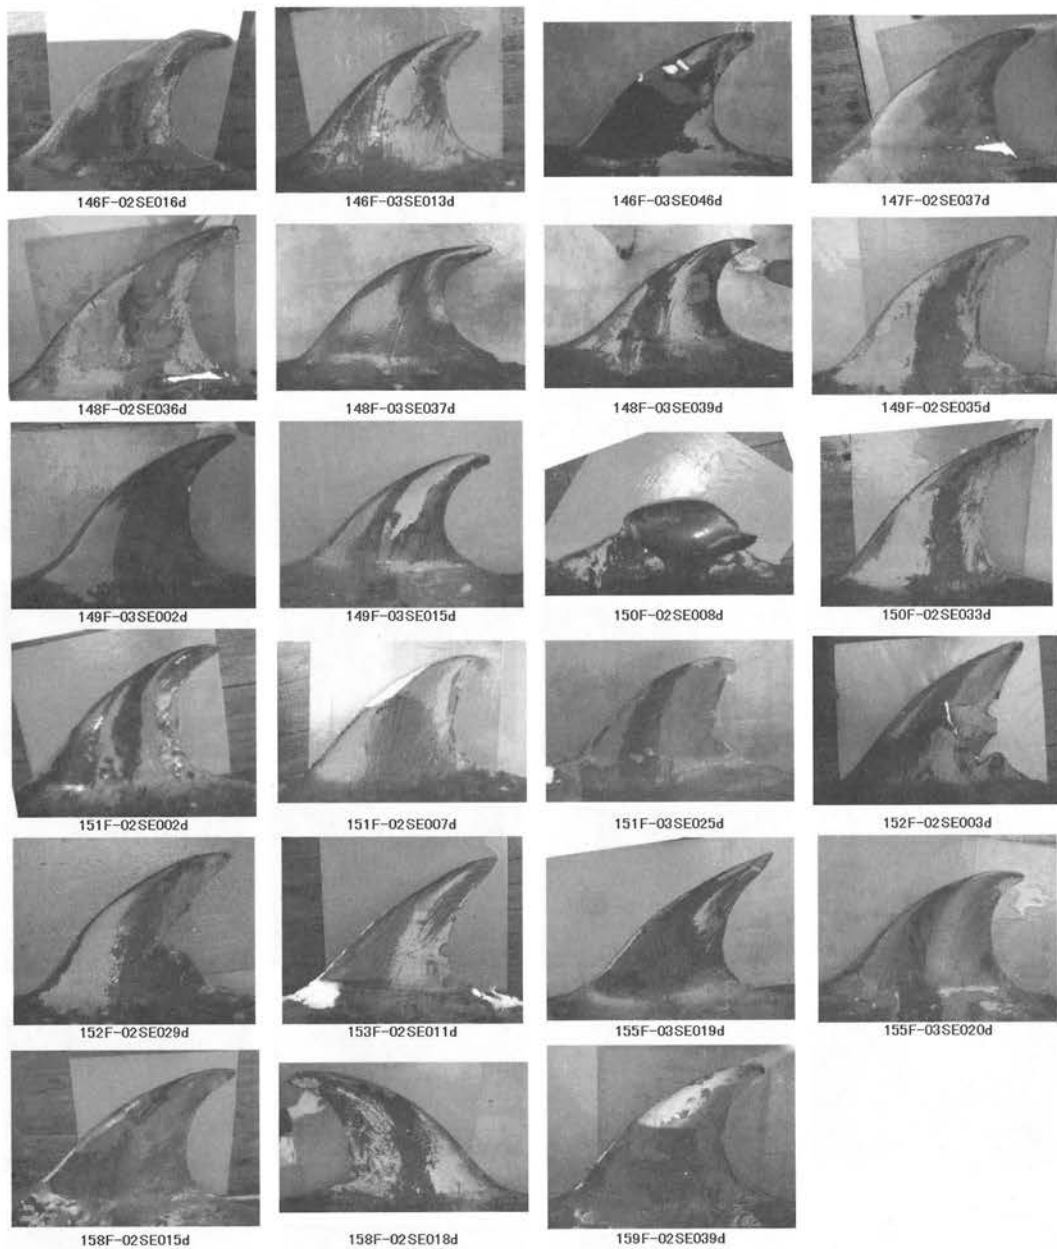 146F-02SE016d 146F-03SE013d 146F-03SE046d 147F-02SE037d
148F-02SE036d 148F-03SE037d 148F-03SE039d 149F-02SE035d
149F-03SE002d 149F-03SE015d 150F-02SE008d 150F-02SE033d
151F-02SE002d 151F-02SE007d 151F-03SE025d 152F-02SE003d
152F-02SE029d 153F-02SE011d 155F-03SE019d 155F-03SE020d
158F-02SE015d 158F-02SE018d 159F-02SE039d